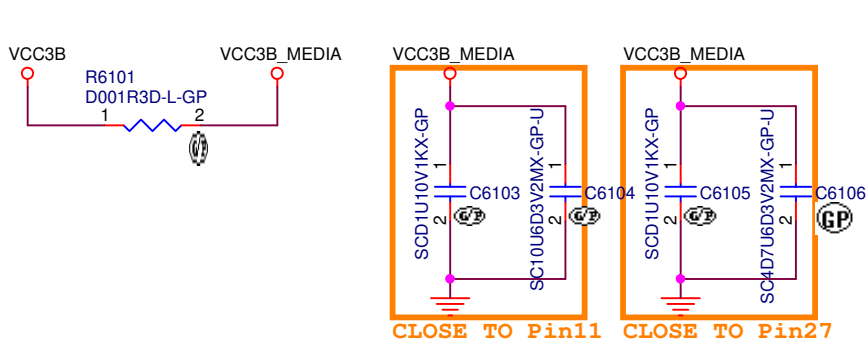 VCC3B
VCC3B_MEDIA
R6101
D001R3D-L-GP
1
2
G/P
VCC3B_MEDIA
SCD1U10V1KX-GP
1
2
C6103
G/P
SC10U6D3V2MX-GP-U
1
2
C6104
G/P
CLOSE TO Pin11
VCC3B_MEDIA
SCD1U10V1KX-GP
1
2
C6105
G/P
SC4D7U6D3V2MX-GP-U
1
2
C6106
GP
CLOSE TO Pin27